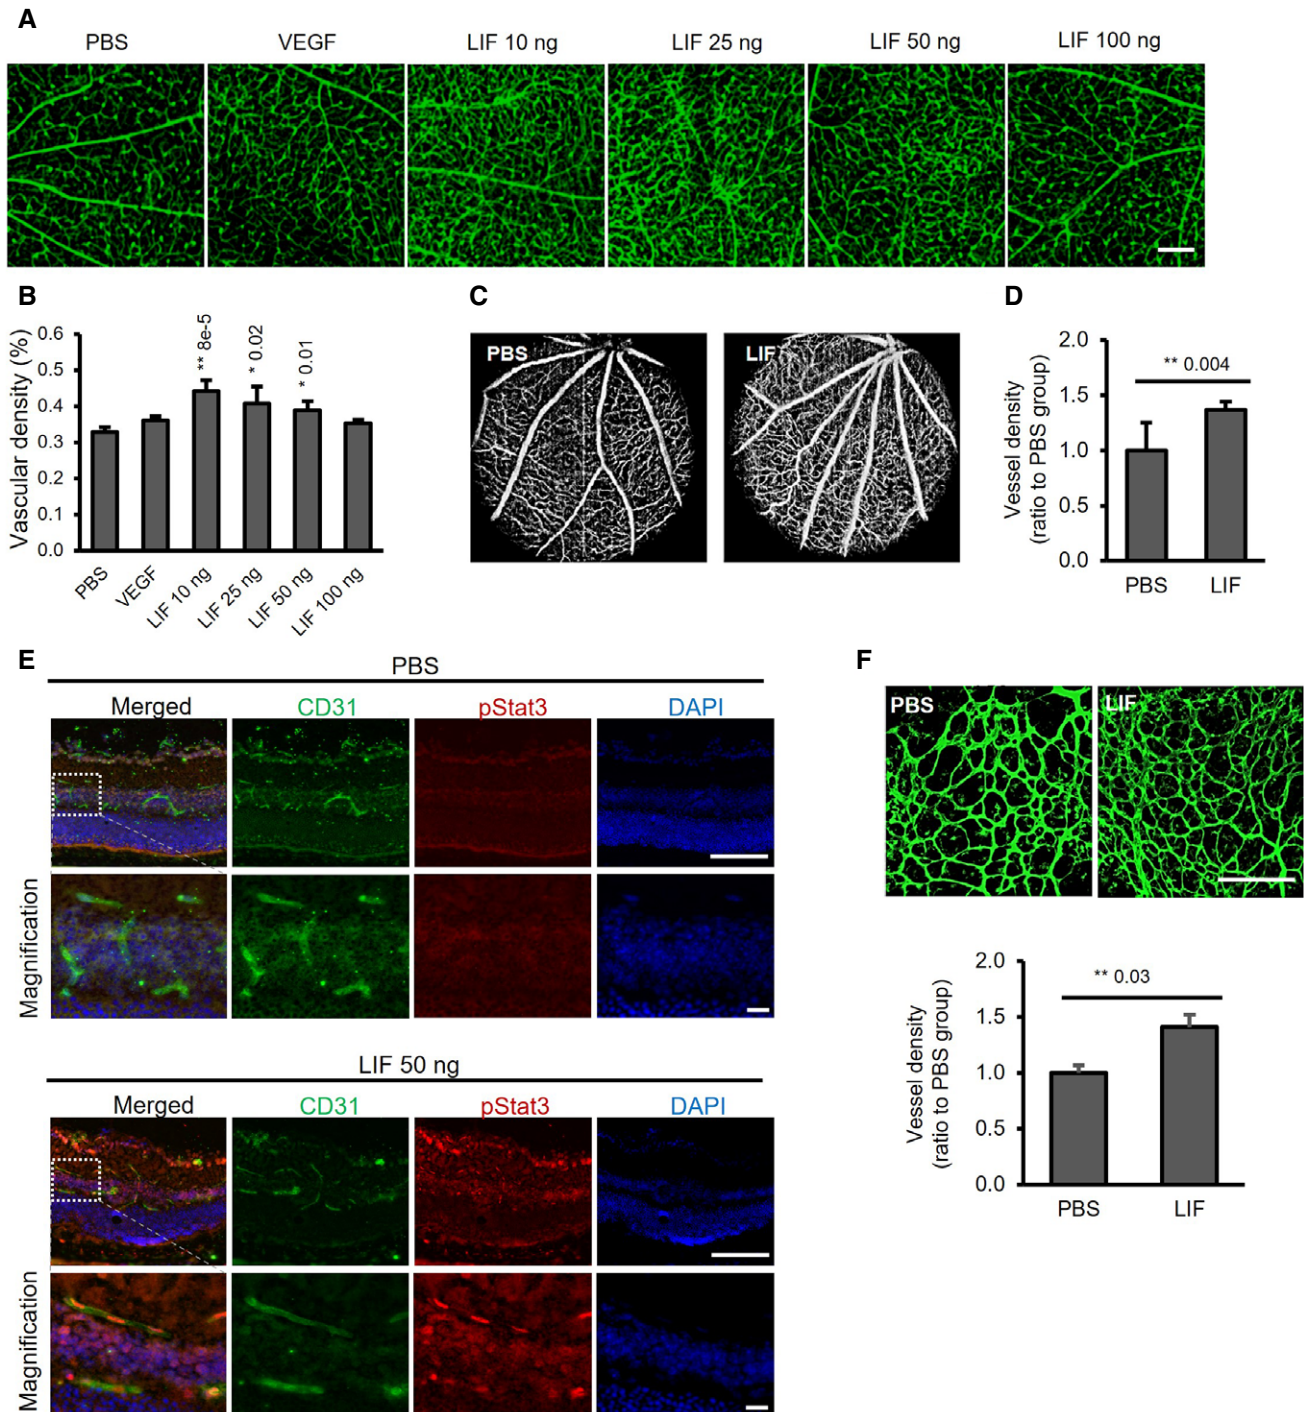 A
PBS VEGF LIF 10 ng LIF 25 ng LIF 50 ng LIF 100 ng
B
Vascular density (%)
0.6
0.5
0.4
0.3
0.2
0.1
0.0
** 8e-5
* 0.02
* 0.01
PBS VEGF LIF 10 ng LIF 25 ng LIF 50 ng LIF 100 ng
C
PBS LIF
D
Vessel density
(ratio to PBS group)
2.0
1.5
1.0
0.5
0.0
** 0.004
PBS LIF
E
PBS
Merged CD31 pStat3 DAPI
Magnification
LIF 50 ng
Merged CD31 pStat3 DAPI
Magnification
F
PBS LIF
Vessel density
(ratio to PBS group)
2.0
1.5
1.0
0.5
0.0
** 0.03
PBS LIF